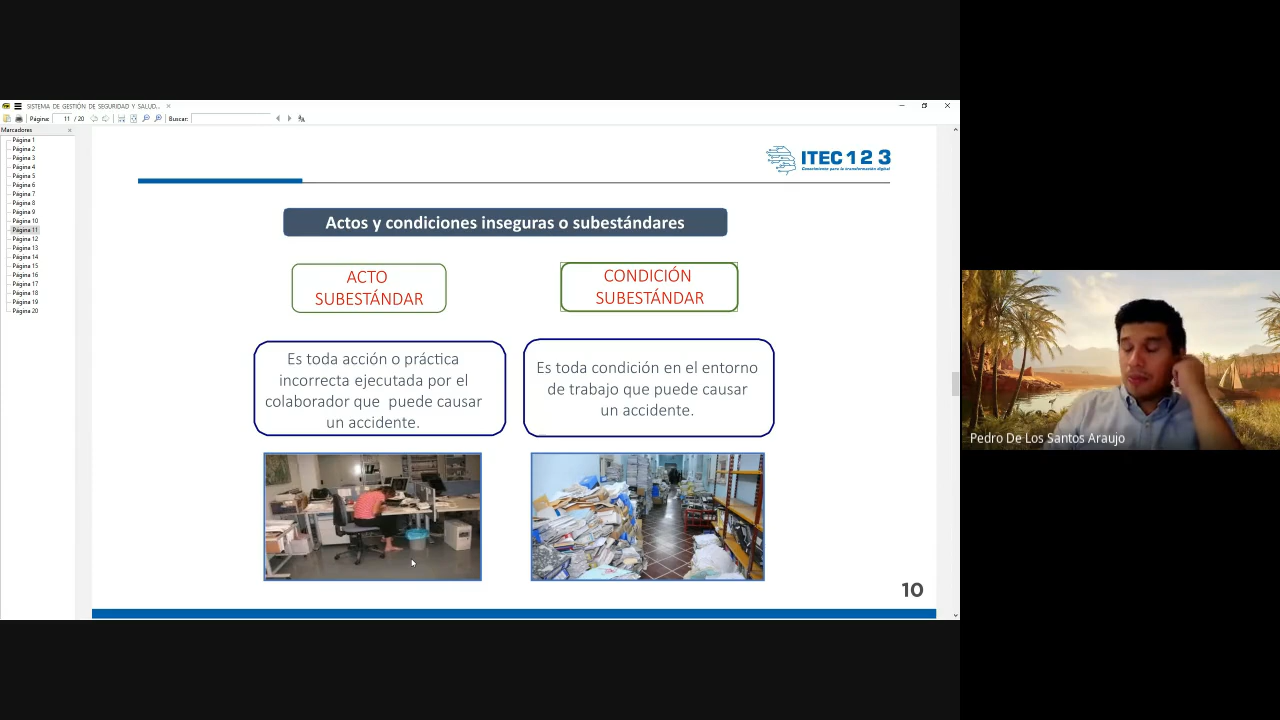 SISTEMA DE GESTIÓN DE SEGURIDAD Y SALUD...
Página: 11 / 20 Buscar:
Marcadores
Página 1
Página 2
Página 3
Página 4
Página 5
Página 6
Página 7
Página 8
Página 9
Página 10
Página 11
Página 12
Página 13
Página 14
Página 15
Página 16
Página 17
Página 18
Página 19
Página 20
ITEC 1 2 3
Conocimiento para la transformación digital
Actos y condiciones inseguras o subestándares
ACTO
SUBESTÁNDAR
Es toda acción o práctica
incorrecta ejecutada por el
colaborador que puede causar
un accidente.
CONDICIÓN
SUBESTÁNDAR
Es toda condición en el entorno
de trabajo que puede causar
un accidente.
10
Pedro De Los Santos Araujo